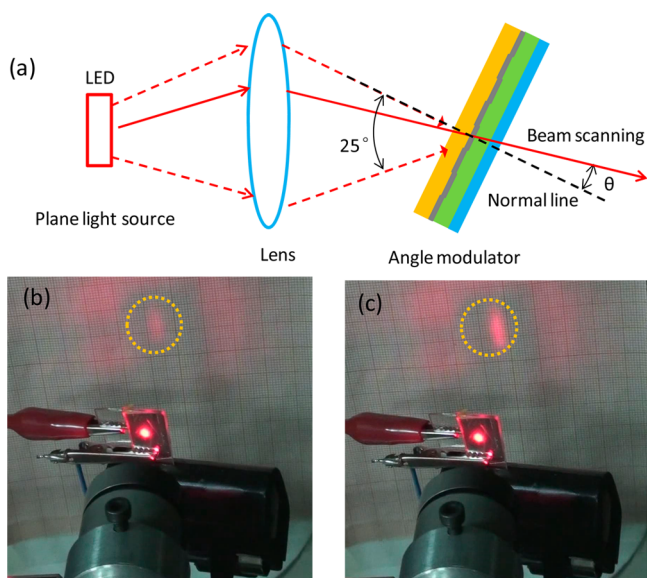 (a)
LED
25°
Beam scanning
θ
Normal line
Plane light source
Lens
Angle modulator
(b)
(c)